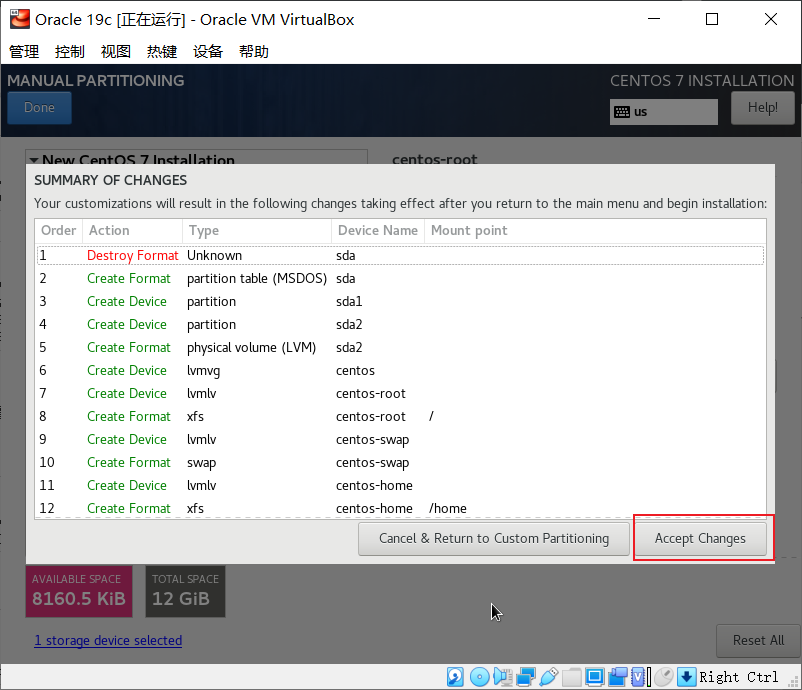 Oracle 19c [正在运行] - Oracle VM VirtualBox
管理 控制 视图 热键 设备 帮助
MANUAL PARTITIONING
CENTOS 7 INSTALLATION
Done
us
Help!
New CentOS 7 Installation
centos-root
SUMMARY OF CHANGES
Your customizations will result in the following changes taking effect after you return to the main menu and begin installation:
Order Action Type Device Name Mount point
1 Destroy Format Unknown sda
2 Create Format partition table (MSDOS) sda
3 Create Device partition sda1
4 Create Device partition sda2
5 Create Format physical volume (LVM) sda2
6 Create Device lvmvg centos
7 Create Device lvmlv centos-root
8 Create Format xfs centos-root /
9 Create Device lvmlv centos-swap
10 Create Format swap centos-swap
11 Create Device lvmlv centos-home
12 Create Format xfs centos-home /home
Cancel & Return to Custom Partitioning
Accept Changes
AVAILABLE SPACE
8160.5 KiB
TOTAL SPACE
12 GiB
1 storage device selected
Reset All
Right Ctrl